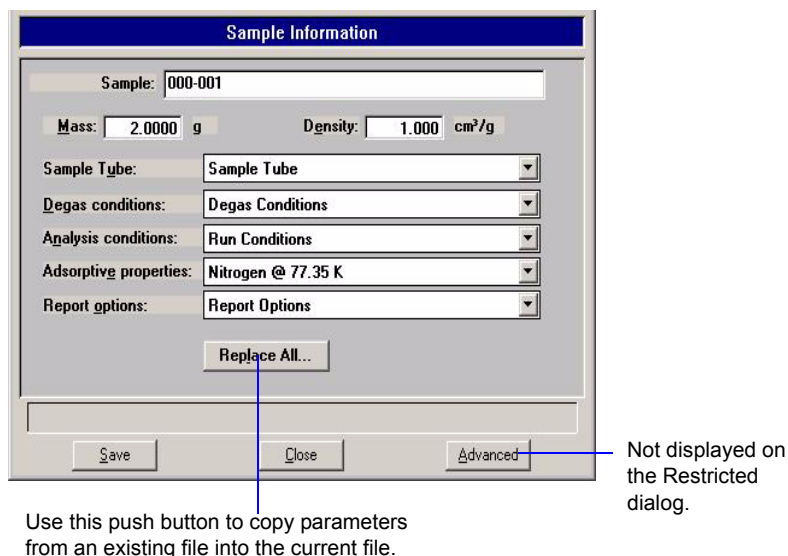 Sample Information
Sample: 000-001
Mass: 2.0000 g Density: 1.000 cm³/g
Sample Tube: Sample Tube
Degas conditions: Degas Conditions
Analysis conditions: Run Conditions
Adsorptive properties: Nitrogen @ 77.35 K
Report options: Report Options
Replace All...
Save Close Advanced
Not displayed on
the Restricted
dialog.
Use this push button to copy parameters
from an existing file into the current file.